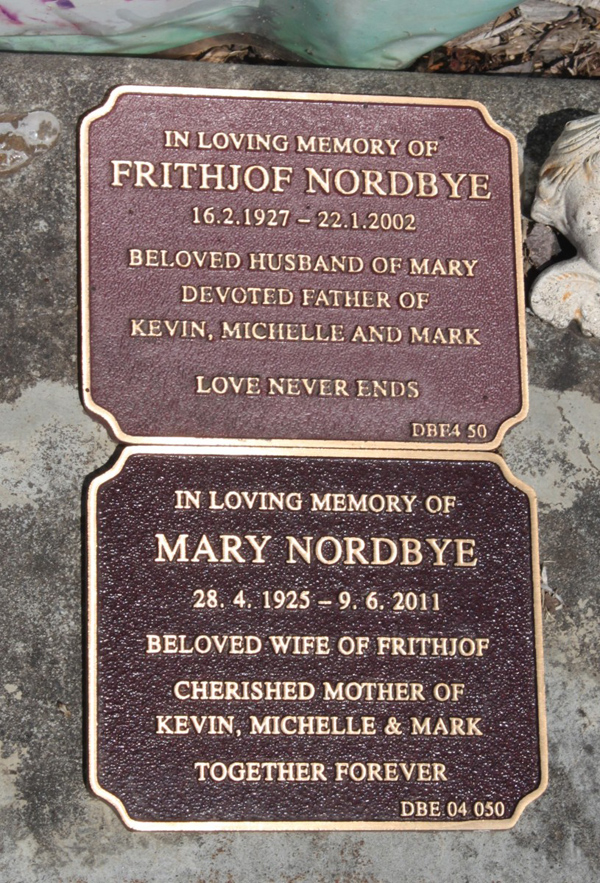 IN LOVING MEMORY OF
FRITHJOF NORDBYE
16.2.1927 – 22.1.2002
BELOVED HUSBAND OF MARY
DEVOTED FATHER OF
KEVIN, MICHELLE AND MARK
LOVE NEVER ENDS
DBE4 50
IN LOVING MEMORY OF
MARY NORDBYE
28. 4. 1925 – 9. 6. 2011
BELOVED WIFE OF FRITHJOF
CHERISHED MOTHER OF
KEVIN, MICHELLE & MARK
TOGETHER FOREVER
DBE 04 050